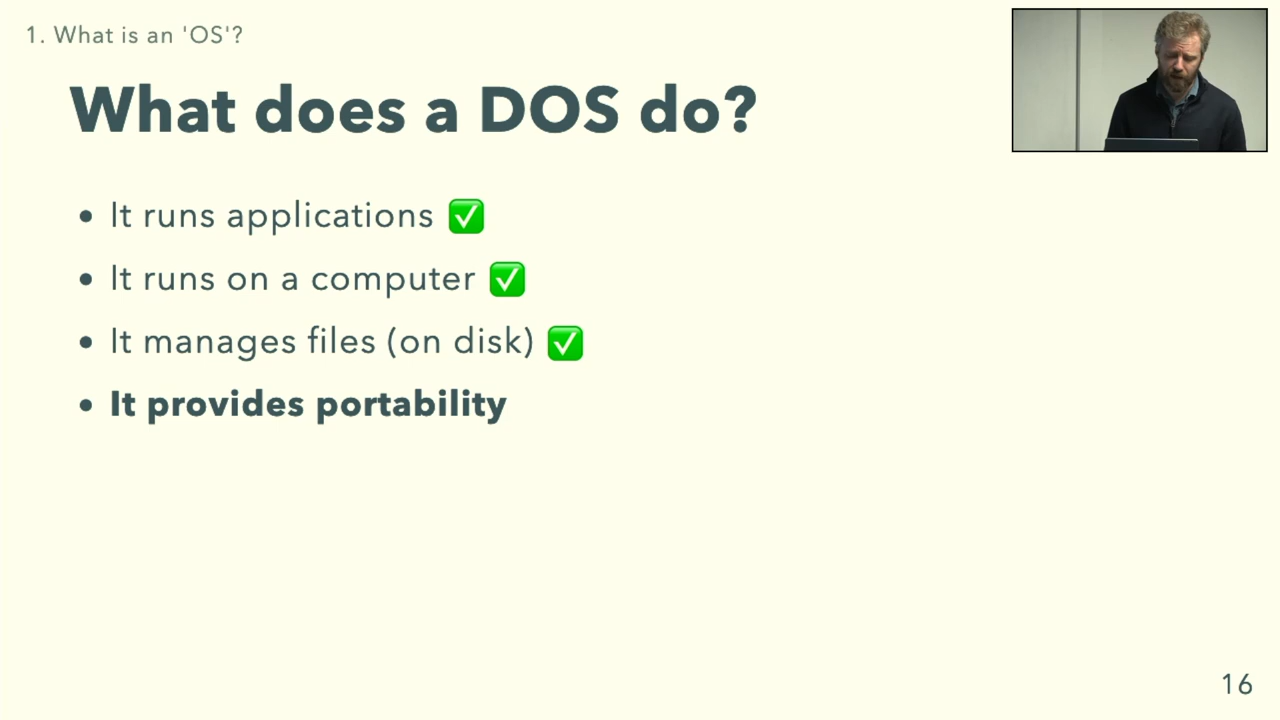 1. What is an 'OS'?
What does a DOS do?
• It runs applications ✅
• It runs on a computer ✅
• It manages files (on disk) ✅
• It provides portability
16